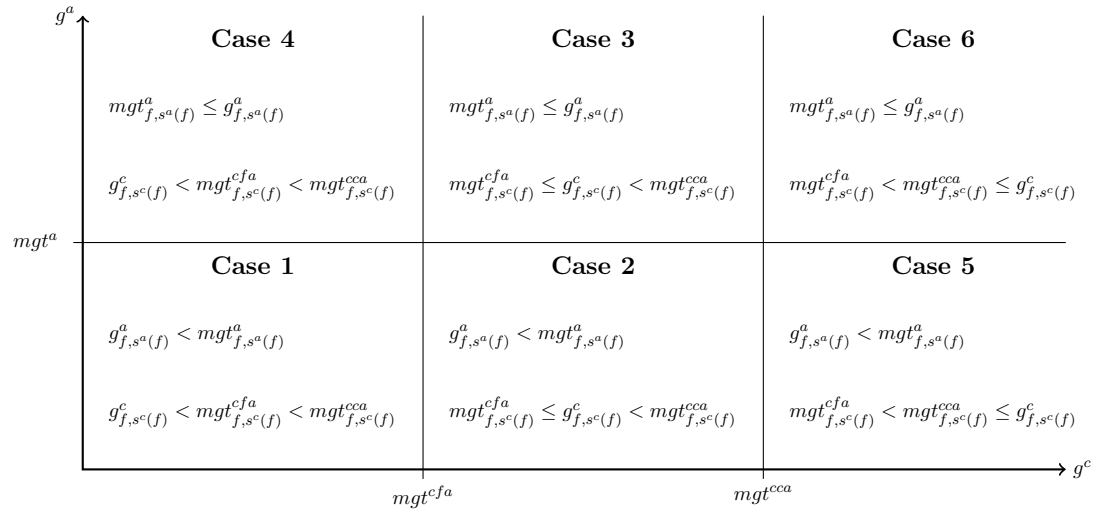 g^a
Case 4 Case 3 Case 6
mgt^a_{f,s^a(f)} ≤ g^a_{f,s^a(f)} mgt^a_{f,s^a(f)} ≤ g^a_{f,s^a(f)} mgt^a_{f,s^a(f)} ≤ g^a_{f,s^a(f)}
g^c_{f,s^c(f)} < mgt^{cfa}_{f,s^c(f)} < mgt^{cca}_{f,s^c(f)} mgt^{cfa}_{f,s^c(f)} ≤ g^c_{f,s^c(f)} < mgt^{cca}_{f,s^c(f)} mgt^{cfa}_{f,s^c(f)} < mgt^{cca}_{f,s^c(f)} ≤ g^c_{f,s^c(f)}
mgt^a
Case 1 Case 2 Case 5
g^a_{f,s^a(f)} < mgt^a_{f,s^a(f)} g^a_{f,s^a(f)} < mgt^a_{f,s^a(f)} g^a_{f,s^a(f)} < mgt^a_{f,s^a(f)}
g^c_{f,s^c(f)} < mgt^{cfa}_{f,s^c(f)} < mgt^{cca}_{f,s^c(f)} mgt^{cfa}_{f,s^c(f)} ≤ g^c_{f,s^c(f)} < mgt^{cca}_{f,s^c(f)} mgt^{cfa}_{f,s^c(f)} < mgt^{cca}_{f,s^c(f)} ≤ g^c_{f,s^c(f)}
g^c
mgt^{cfa} mgt^{cca}